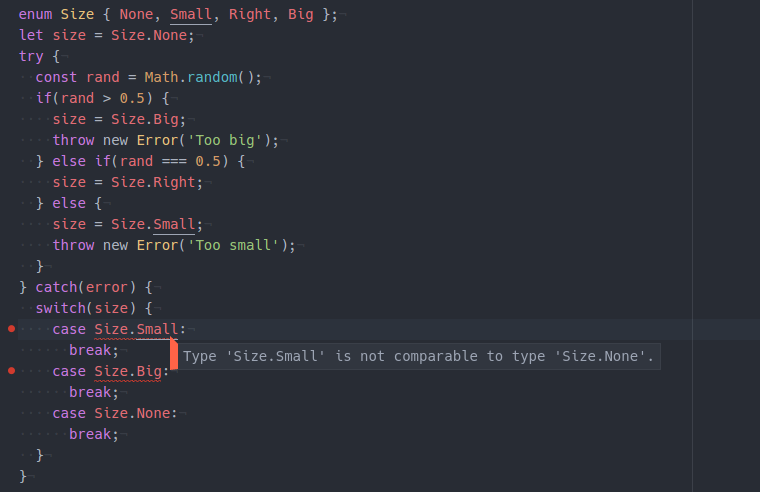 enum Size { None, Small, Right, Big };
let size = Size.None;
try {
  const rand = Math.random();
  if(rand > 0.5) {
    size = Size.Big;
    throw new Error('Too big');
  } else if(rand === 0.5) {
    size = Size.Right;
  } else {
    size = Size.Small;
    throw new Error('Too small');
  }
} catch(error) {
  switch(size) {
    case Size.Small:
      break;
Type 'Size.Small' is not comparable to type 'Size.None'.
    case Size.Big:
      break;
    case Size.None:
      break;
  }
}